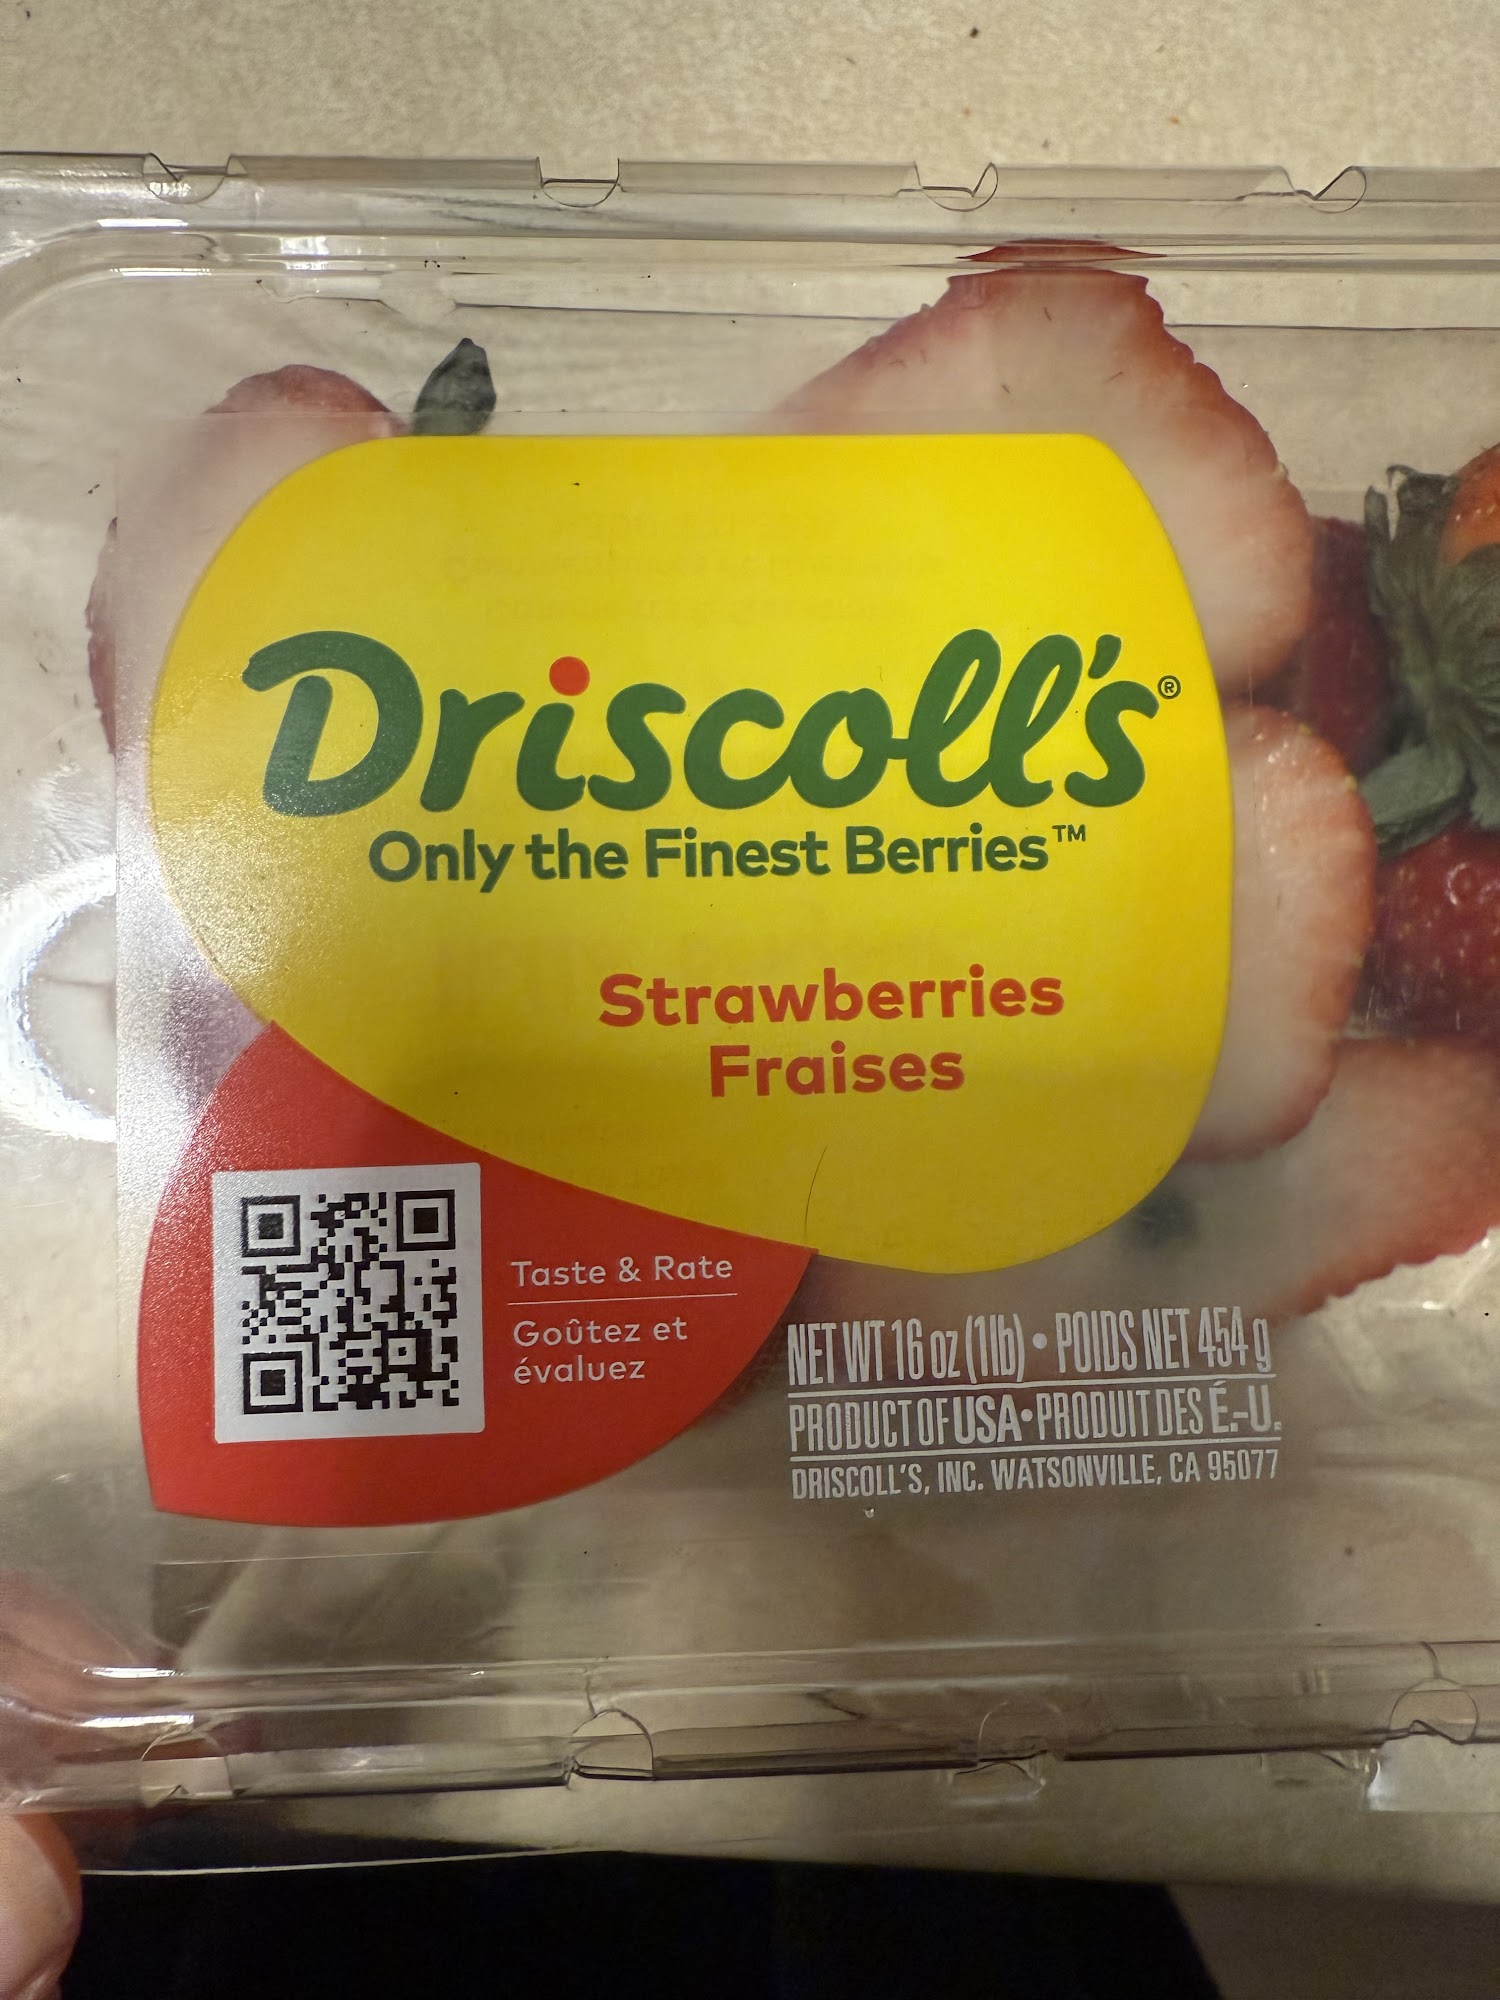 Driscoll's®
Only the Finest Berries™
Strawberries
Fraises
Taste & Rate
Goûtez et
évaluez
NET WT 16 oz (1lb) • POIDS NET 454 g
PRODUCT OF USA • PRODUIT DES É.-U.
DRISCOLL'S, INC. WATSONVILLE, CA 95077